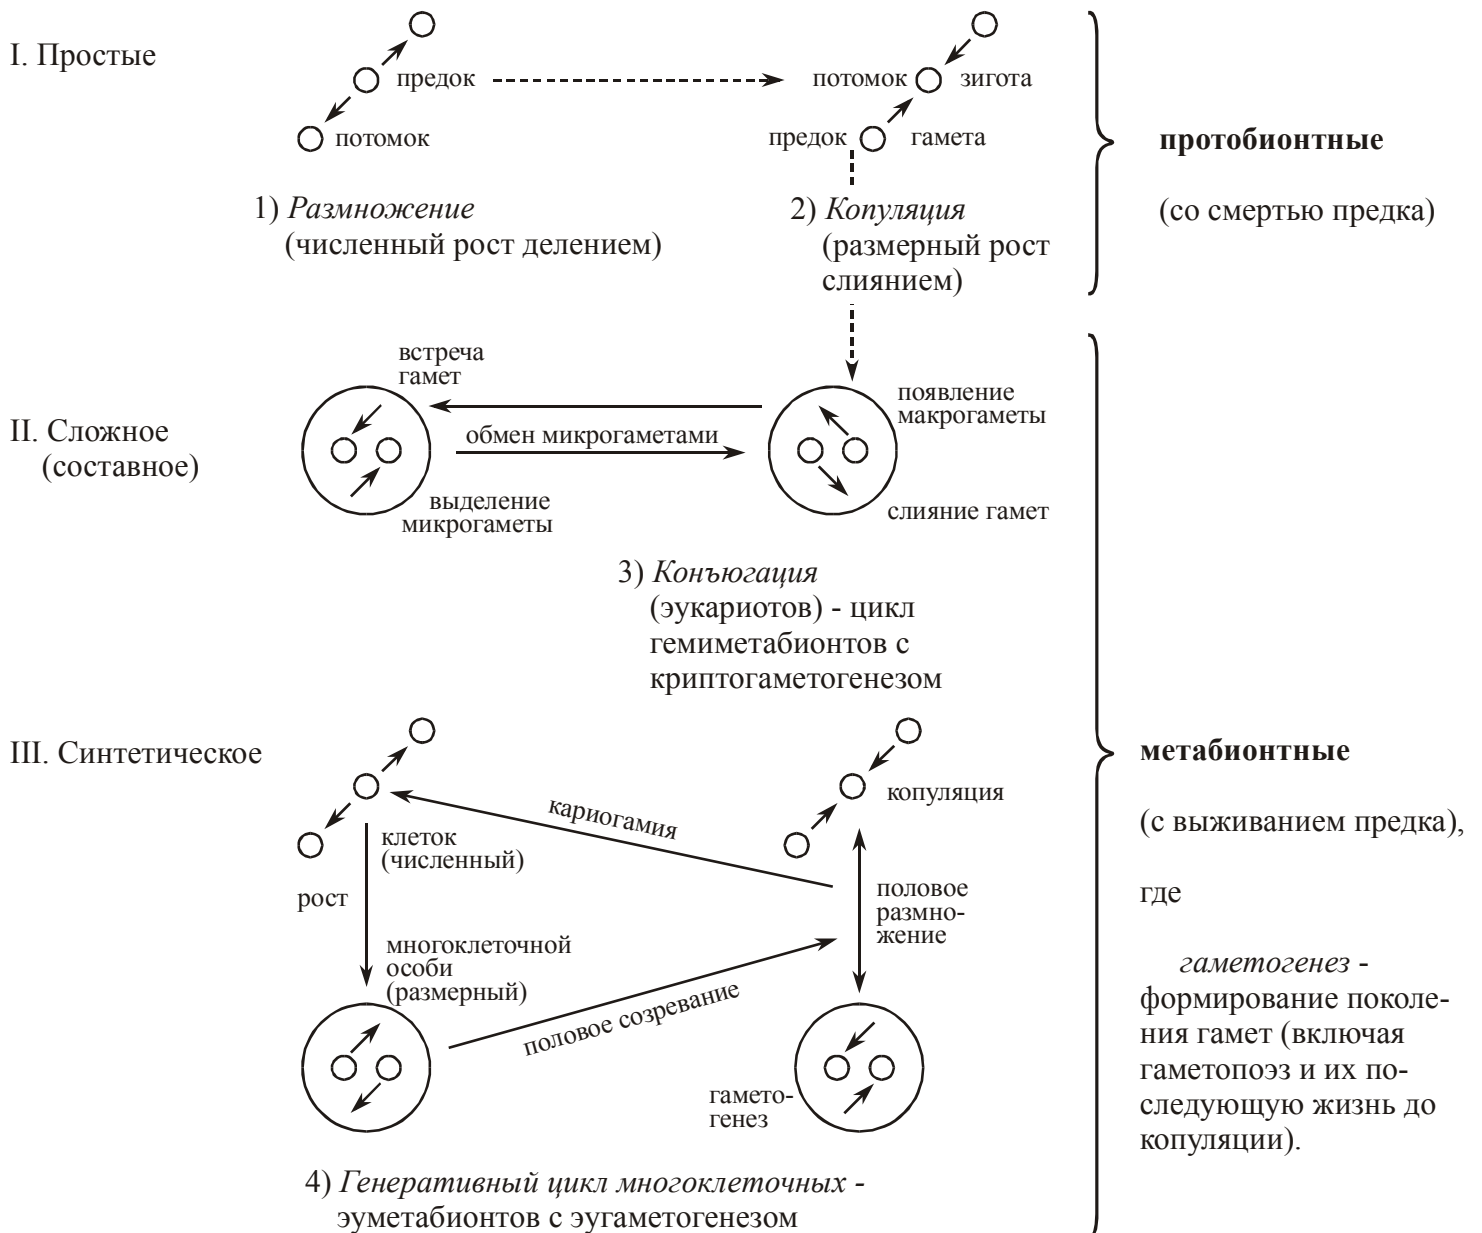 I. Простые
предок
потомок
потомок
зигота
предок
гамета
1) Размножение
(численный рост делением)
2) Копуляция
(размерный рост
слиянием)
протобионтные
(со смертью предка)
II. Сложное
(составное)
встреча
гамет
обмен микрогаметами
выделение
микрогаметы
появление
макрогаметы
слияние гамет
3) Конъюгация
(эукариотов) - цикл
гемиметабионтов с
криптогаметогенезом
III. Синтетическое
кариогамия
копуляция
клеток
(численный)
рост
многоклеточной
особи
(размерный)
половое созревание
половое
размно-
жение
гамето-
генез
4) Генеративный цикл многоклеточных -
эуметабионтов с эугаметогенезом
метабионтные
(с выживанием предка),
где
гаметогенез -
формирование поколе-
ния гамет (включая
гаметопоэз и их по-
следующую жизнь до
копуляции).